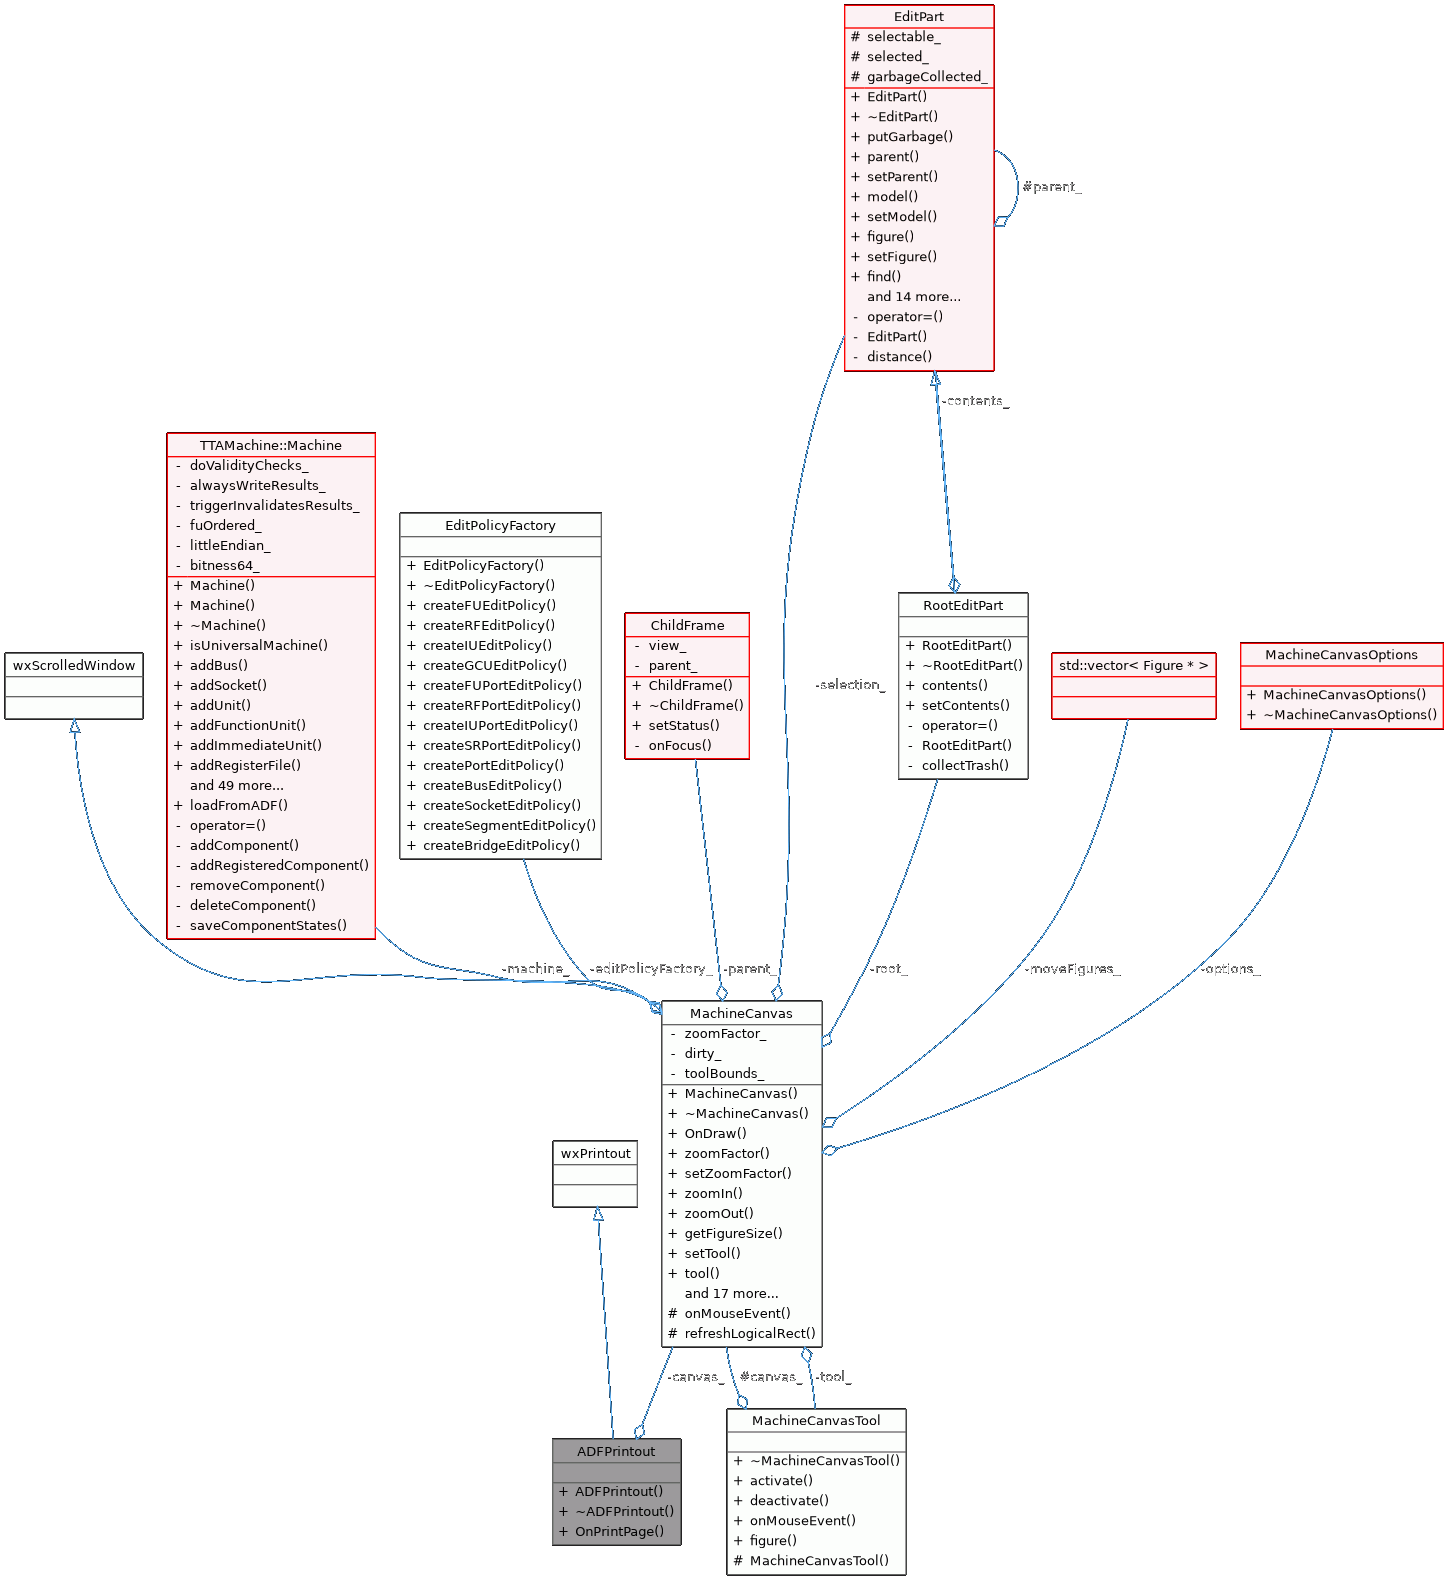 EditPart
# selectable_
# selected_
# garbageCollected_
+ EditPart()
+ ~EditPart()
+ putGarbage()
+ parent()
+ setParent()
+ model()
+ setModel()
+ figure()
+ setFigure()
+ find()
and 14 more...
- operator=()
- EditPart()
- distance()
#parent_
-contents_
TTAMachine::Machine
- doValidityChecks_
- alwaysWriteResults_
- triggerInvalidatesResults_
- fuOrdered_
- littleEndian_
- bitness64_
+ Machine()
+ Machine()
+ ~Machine()
+ isUniversalMachine()
+ addBus()
+ addSocket()
+ addUnit()
+ addFunctionUnit()
+ addImmediateUnit()
+ addRegisterFile()
and 49 more...
+ loadFromADF()
- operator=()
- addComponent()
- addRegisteredComponent()
- removeComponent()
- deleteComponent()
- saveComponentStates()
EditPolicyFactory
+ EditPolicyFactory()
+ ~EditPolicyFactory()
+ createFUEditPolicy()
+ createRFEditPolicy()
+ createIUEditPolicy()
+ createGCUEditPolicy()
+ createFUPortEditPolicy()
+ createRFPortEditPolicy()
+ createIUPortEditPolicy()
+ createSRPortEditPolicy()
+ createPortEditPolicy()
+ createBusEditPolicy()
+ createSocketEditPolicy()
+ createSegmentEditPolicy()
+ createBridgeEditPolicy()
ChildFrame
- view_
- parent_
+ ChildFrame()
+ ~ChildFrame()
+ setStatus()
- onFocus()
RootEditPart
+ RootEditPart()
+ ~RootEditPart()
+ contents()
+ setContents()
- operator=()
- RootEditPart()
- collectTrash()
wxScrolledWindow
std::vector< Figure * >
MachineCanvasOptions
+ MachineCanvasOptions()
+ ~MachineCanvasOptions()
-selection_
-machine_
-editPolicyFactory_
-parent_
-root_
-moveFigures_
-options_
MachineCanvas
- zoomFactor_
- dirty_
- toolBounds_
+ MachineCanvas()
+ ~MachineCanvas()
+ OnDraw()
+ zoomFactor()
+ setZoomFactor()
+ zoomIn()
+ zoomOut()
+ getFigureSize()
+ setTool()
+ tool()
and 17 more...
# onMouseEvent()
# refreshLogicalRect()
wxPrintout
-canvas_
#canvas_
-tool_
ADFPrintout
+ ADFPrintout()
+ ~ADFPrintout()
+ OnPrintPage()
MachineCanvasTool
+ ~MachineCanvasTool()
+ activate()
+ deactivate()
+ onMouseEvent()
+ figure()
# MachineCanvasTool()